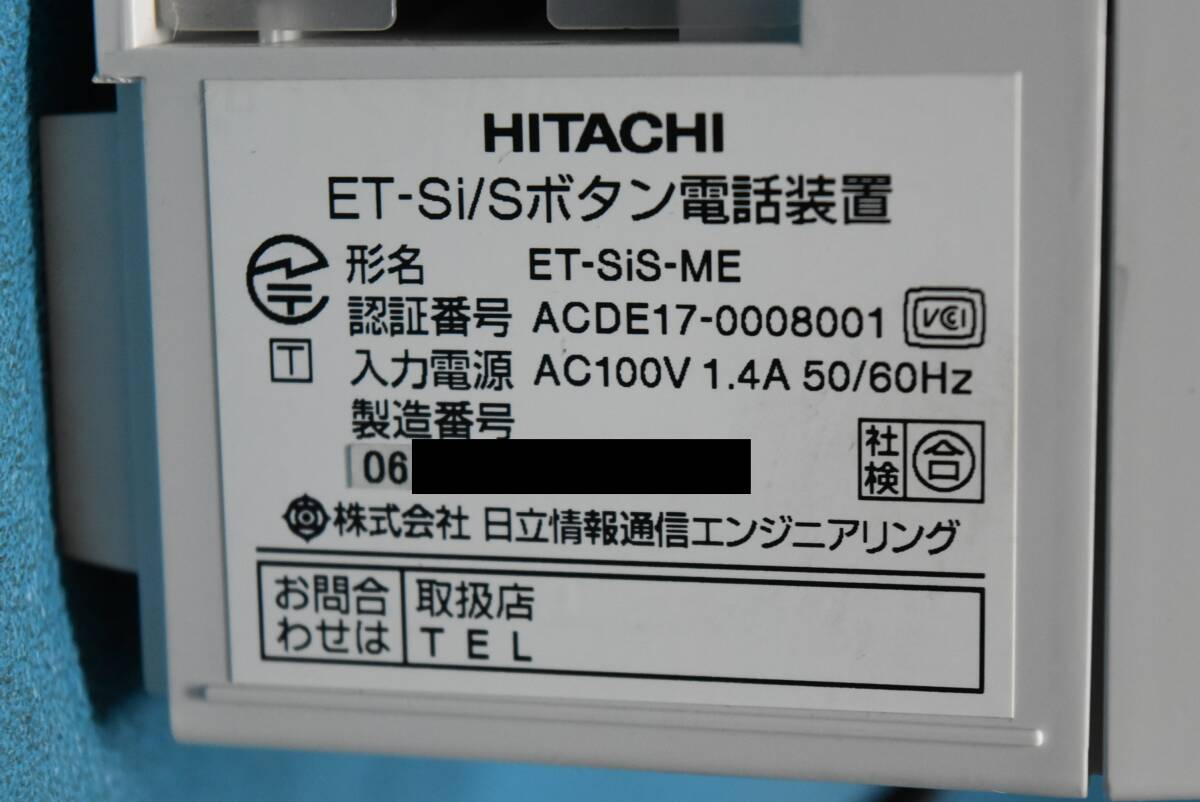 HITACHI
ET-Si/Sボタン電話装置
形名 ET-SiS-ME
認証番号 ACDE17-0008001
VCCI
T 入力電源 AC100V 1.4A 50/60Hz
製造番号
06
社検 合
株式会社 日立情報通信エンジニアリング
お問合わせは
取扱店
TEL